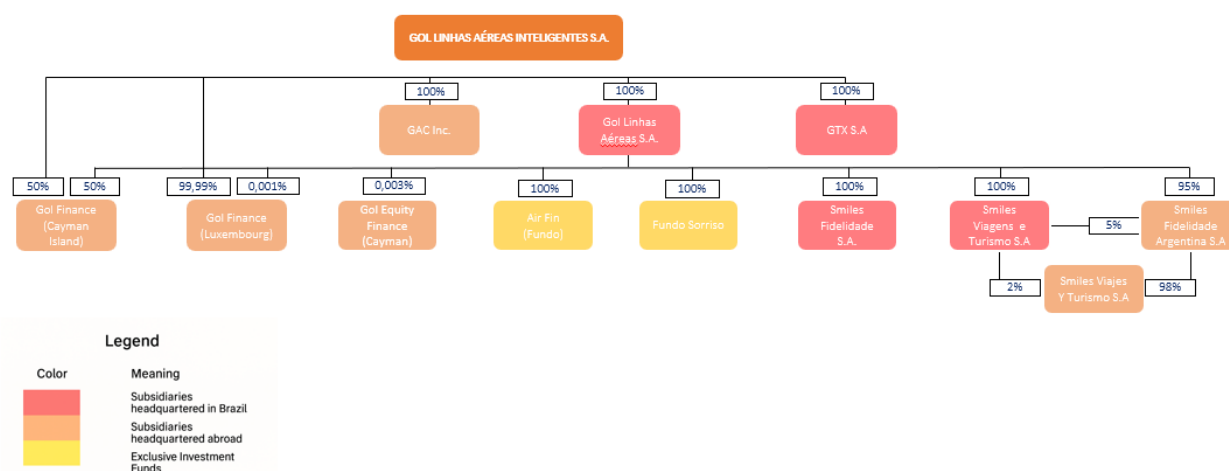 GOL LINHAS AÉREAS INTELIGENTES S.A.
100%
100%
100%
GAC Inc.
Gol Linhas
Aéreas S.A.
GTX S.A
50%
50%
99,99%
0,001%
0,003%
100%
100%
100%
100%
95%
Gol Finance
(Cayman
Island)
Gol Finance
(Luxembourg)
Gol Equity
Finance
(Cayman)
Air Fin
(Fundo)
Fundo Sorriso
Smiles
Fidelidade
S.A.
Smiles
Viagens e
Turismo S.A
5%
Smiles
Fidelidade
Argentina S.A
2%
Smiles Viajes
Y Turismo S.A
98%
Legend
Color
Meaning
Subsidiaries
headquartered in Brazil
Subsidiaries
headquartered abroad
Exclusive Investment
Funds